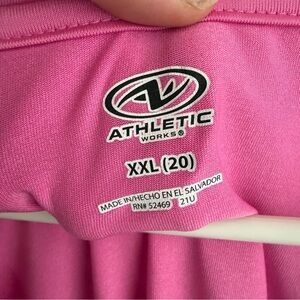 ATHLETIC
WORKS®
XXL (20)
MADE IN/HECHO EN EL SALVADOR
RN# 52469 21U